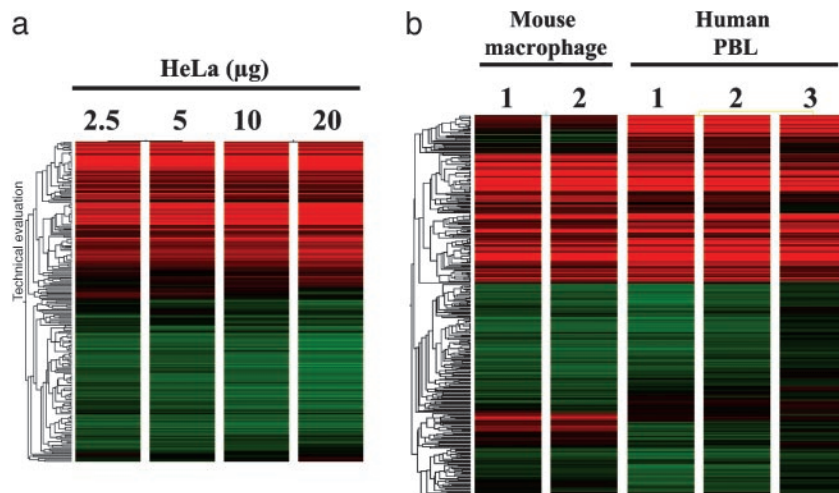 a
HeLa (µg)
2.5 5 10 20
Technical evaluation
b
Mouse
macrophage
Human
PBL
1 2 1 2 3